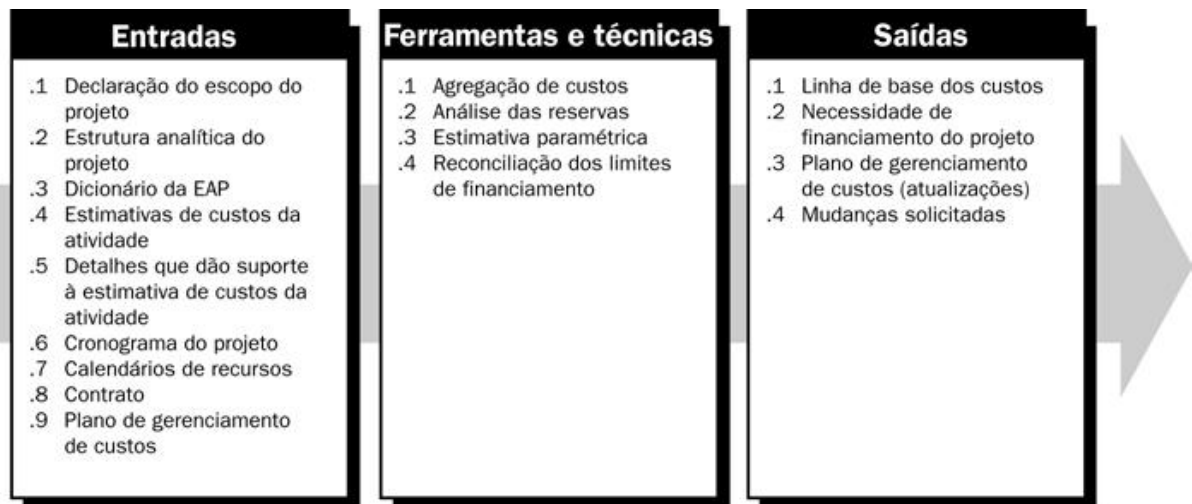 Entradas
.1 Declaração do escopo do
projeto
.2 Estrutura analítica do
projeto
.3 Dicionário da EAP
.4 Estimativas de custos da
atividade
.5 Detalhes que dão suporte
à estimativa de custos da
atividade
.6 Cronograma do projeto
.7 Calendários de recursos
.8 Contrato
.9 Plano de gerenciamento
de custos
Ferramentas e técnicas
.1 Agregação de custos
.2 Análise das reservas
.3 Estimativa paramétrica
.4 Reconciliação dos limites
de financiamento
Saídas
.1 Linha de base dos custos
.2 Necessidade de
financiamento do projeto
.3 Plano de gerenciamento
de custos (atualizações)
.4 Mudanças solicitadas